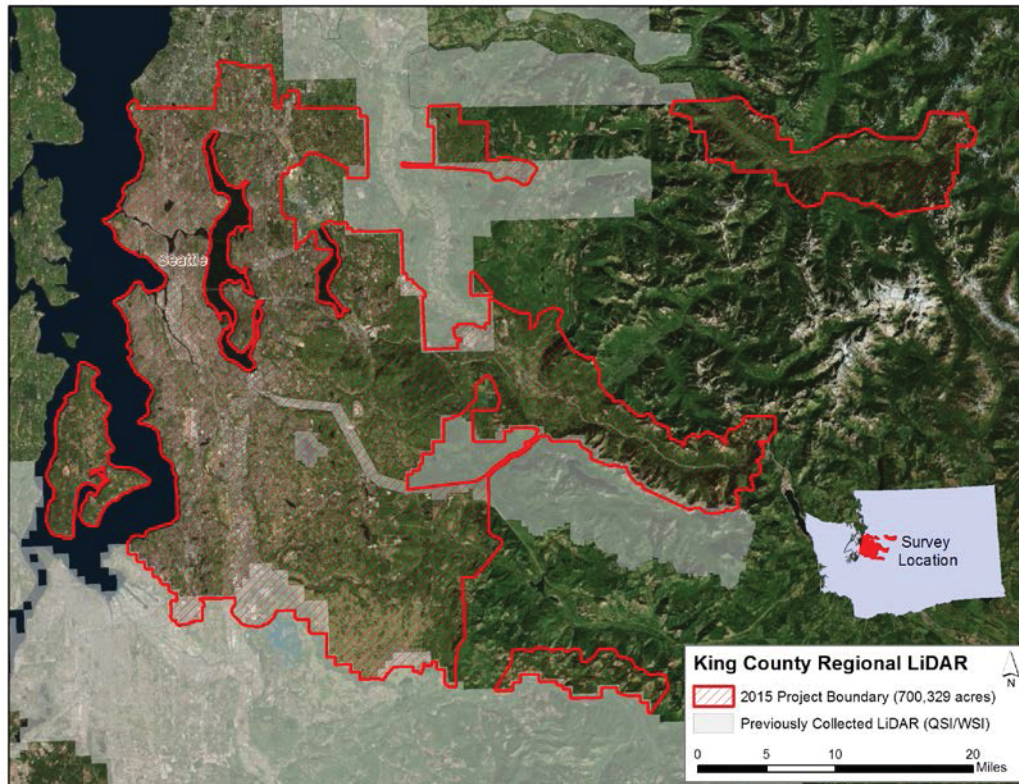 Seattle
Survey
Location
King County Regional LiDAR
N
2015 Project Boundary (700,329 acres)
Previously Collected LiDAR (QSI/WSI)
0 5 10 20
Miles